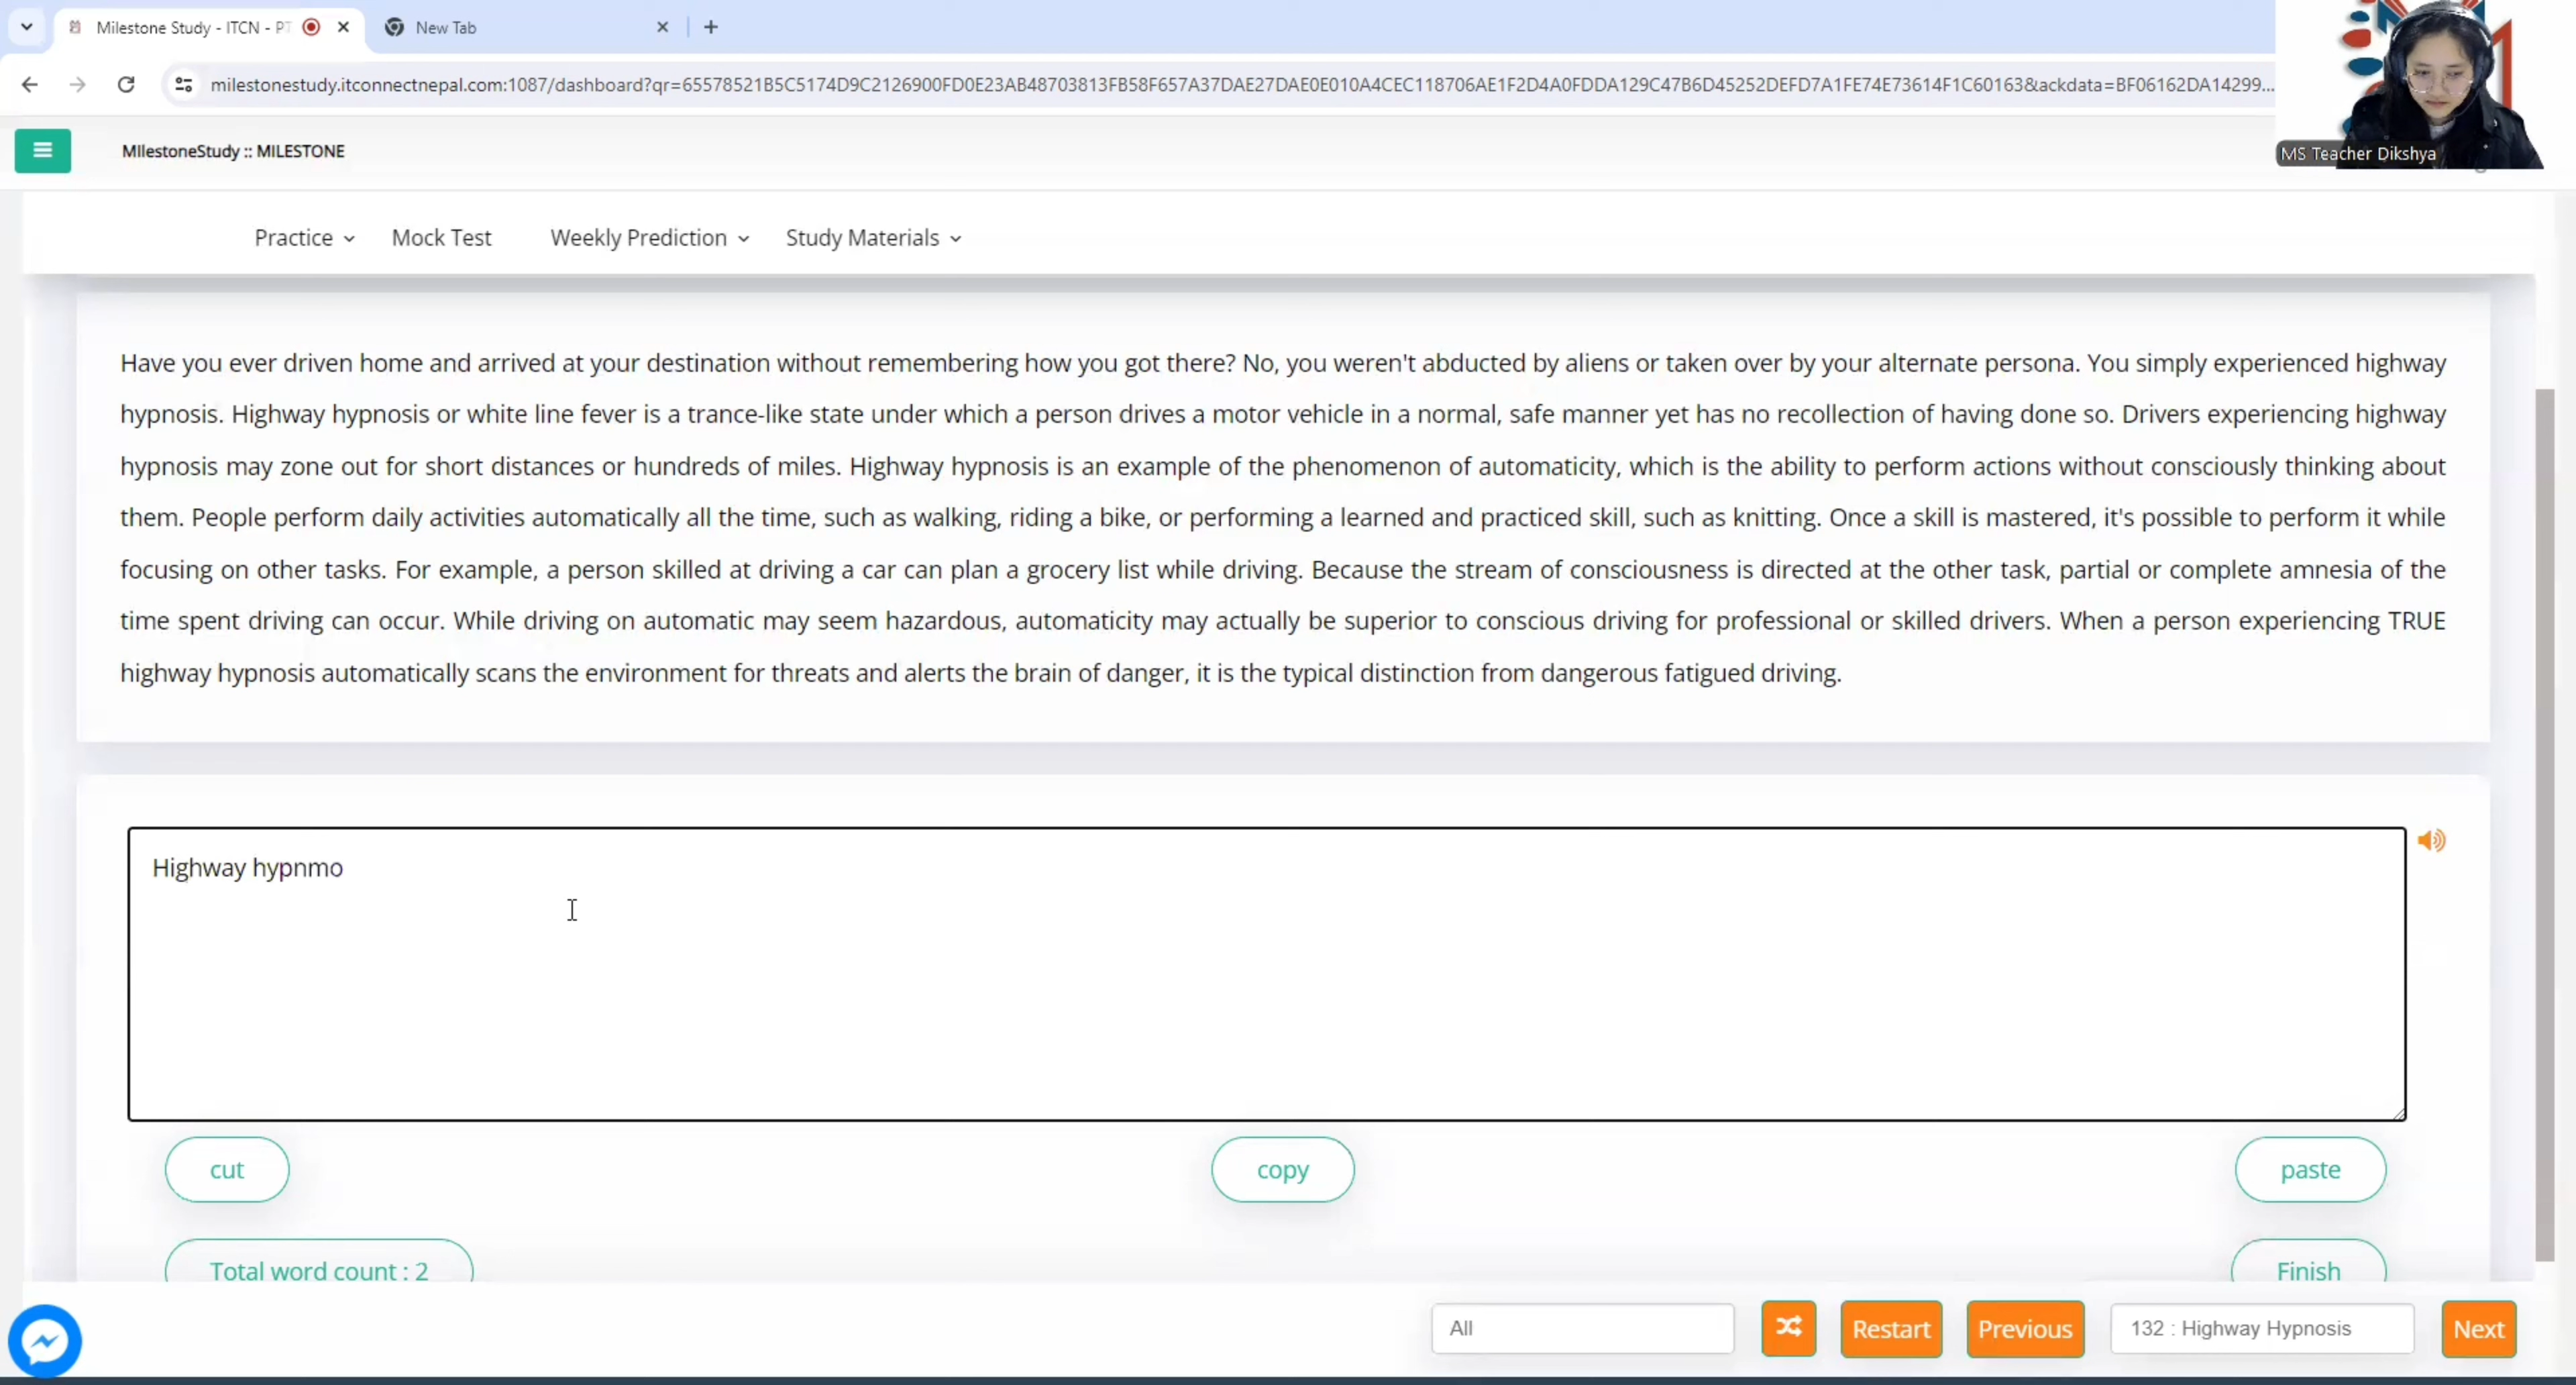 Milestone Study - ITCN - PT
New Tab
milestonestudy.itconnectnepal.com:1087/dashboard?qr=65578521B5C5174D9C2126900FD0E23AB48703813FB58F657A37DAE27DAE0E010A4CEC118706AE1F2D4A0FDDA129C47B6D45252DEFD7A1FE74E73614F1C60163&ackdata=BF06162DA14299...
MIlestoneStudy :: MILESTONE
MS Teacher Dikshya
Practice Mock Test Weekly Prediction Study Materials
Have you ever driven home and arrived at your destination without remembering how you got there? No, you weren't abducted by aliens or taken over by your alternate persona. You simply experienced highway
hypnosis. Highway hypnosis or white line fever is a trance-like state under which a person drives a motor vehicle in a normal, safe manner yet has no recollection of having done so. Drivers experiencing highway
hypnosis may zone out for short distances or hundreds of miles. Highway hypnosis is an example of the phenomenon of automaticity, which is the ability to perform actions without consciously thinking about
them. People perform daily activities automatically all the time, such as walking, riding a bike, or performing a learned and practiced skill, such as knitting. Once a skill is mastered, it's possible to perform it while
focusing on other tasks. For example, a person skilled at driving a car can plan a grocery list while driving. Because the stream of consciousness is directed at the other task, partial or complete amnesia of the
time spent driving can occur. While driving on automatic may seem hazardous, automaticity may actually be superior to conscious driving for professional or skilled drivers. When a person experiencing TRUE
highway hypnosis automatically scans the environment for threats and alerts the brain of danger, it is the typical distinction from dangerous fatigued driving.
Highway hypnmo
cut copy paste
Total word count : 2 Finish
All Restart Previous 132 : Highway Hypnosis Next